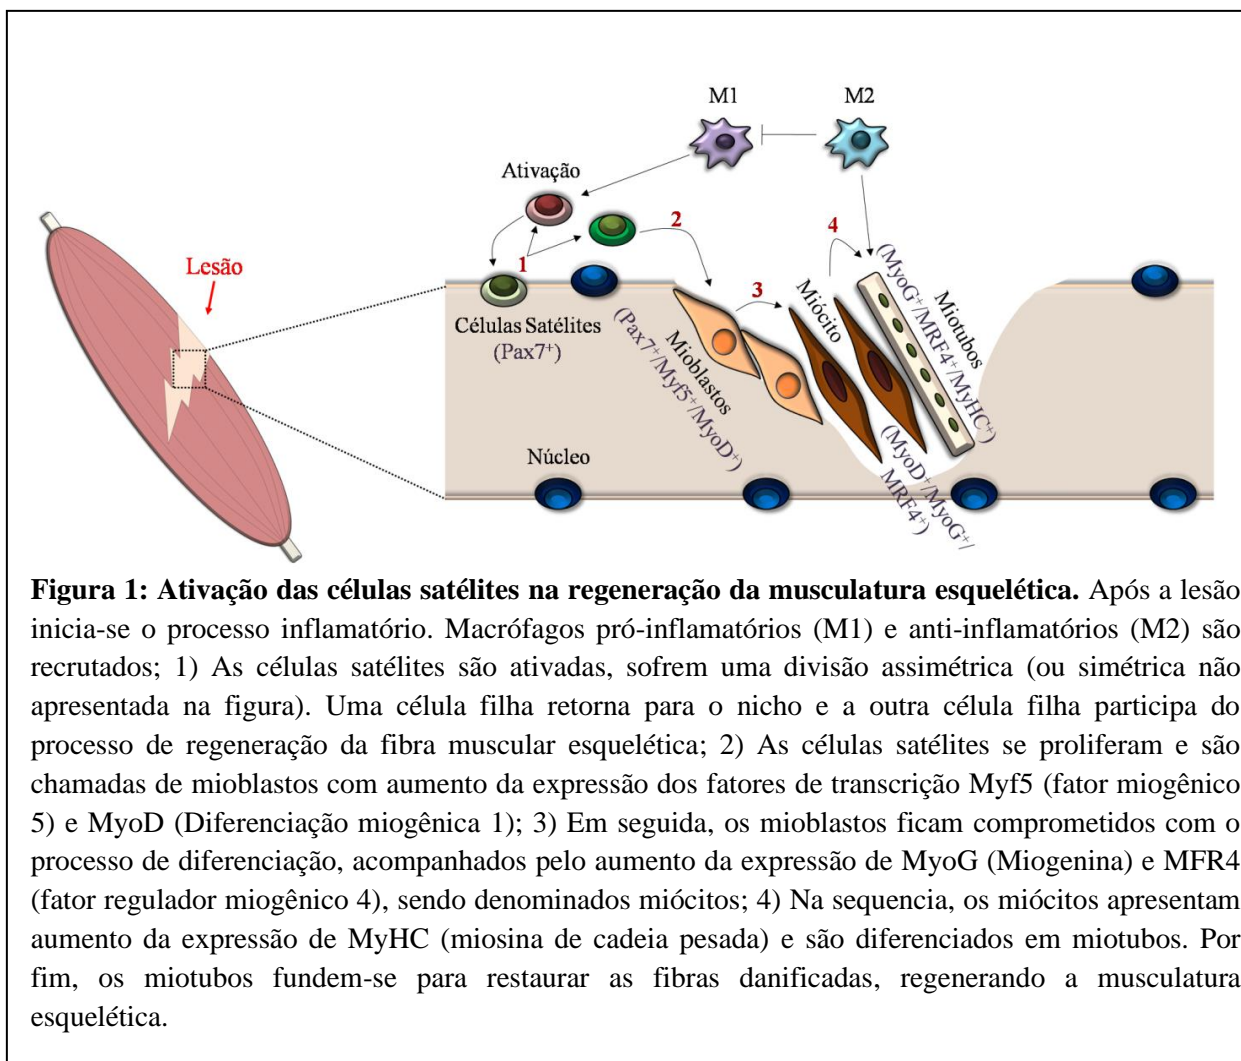 M1
M2
Ativação
2
4
Lesão
1
3
Células Satélites
(Pax7⁺)
Mioblastos
(Pax7⁺/Myf5⁺/MyoD⁺)
Miócito
(MyoD⁺/MyoG⁺/
MRF4⁺)
Miotubos
(MyoG⁺/MRF4⁺/MyHC⁺)
Núcleo
Figura 1: Ativação das células satélites na regeneração da musculatura esquelética. Após a lesão
inicia-se o processo inflamatório. Macrófagos pró-inflamatórios (M1) e anti-inflamatórios (M2) são
recrutados; 1) As células satélites são ativadas, sofrem uma divisão assimétrica (ou simétrica não
apresentada na figura). Uma célula filha retorna para o nicho e a outra célula filha participa do
processo de regeneração da fibra muscular esquelética; 2) As células satélites se proliferam e são
chamadas de mioblastos com aumento da expressão dos fatores de transcrição Myf5 (fator miogênico
5) e MyoD (Diferenciação miogênica 1); 3) Em seguida, os mioblastos ficam comprometidos com o
processo de diferenciação, acompanhados pelo aumento da expressão de MyoG (Miogenina) e MFR4
(fator regulador miogênico 4), sendo denominados miócitos; 4) Na sequencia, os miócitos apresentam
aumento da expressão de MyHC (miosina de cadeia pesada) e são diferenciados em miotubos. Por
fim, os miotubos fundem-se para restaurar as fibras danificadas, regenerando a musculatura
esquelética.